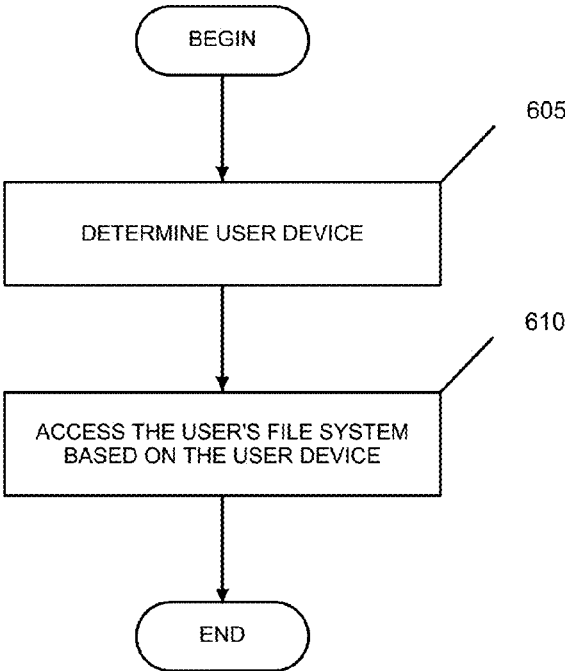 BEGIN
605
DETERMINE USER DEVICE
610
ACCESS THE USER'S FILE SYSTEM
BASED ON THE USER DEVICE
END